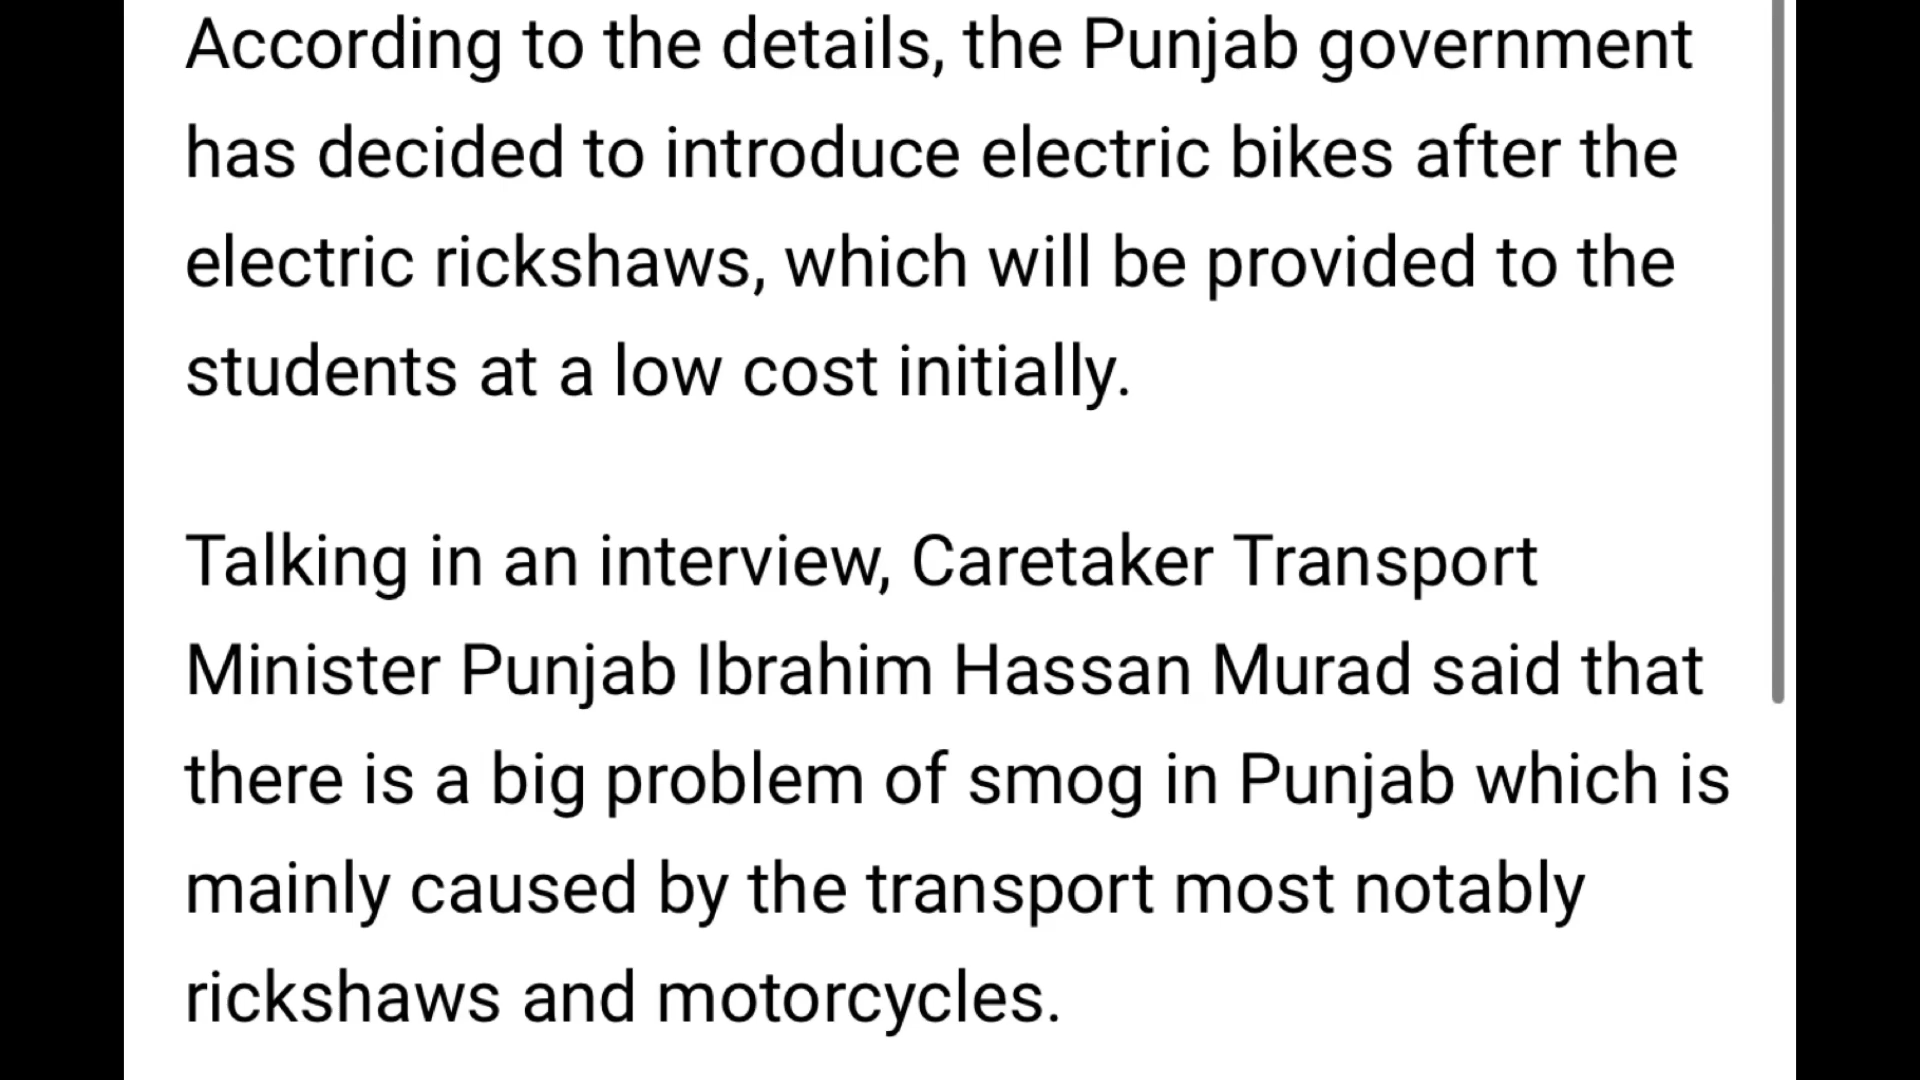 According to the details, the Punjab government
has decided to introduce electric bikes after the
electric rickshaws, which will be provided to the
students at a low cost initially.
Talking in an interview, Caretaker Transport
Minister Punjab Ibrahim Hassan Murad said that
there is a big problem of smog in Punjab which is
mainly caused by the transport most notably
rickshaws and motorcycles.